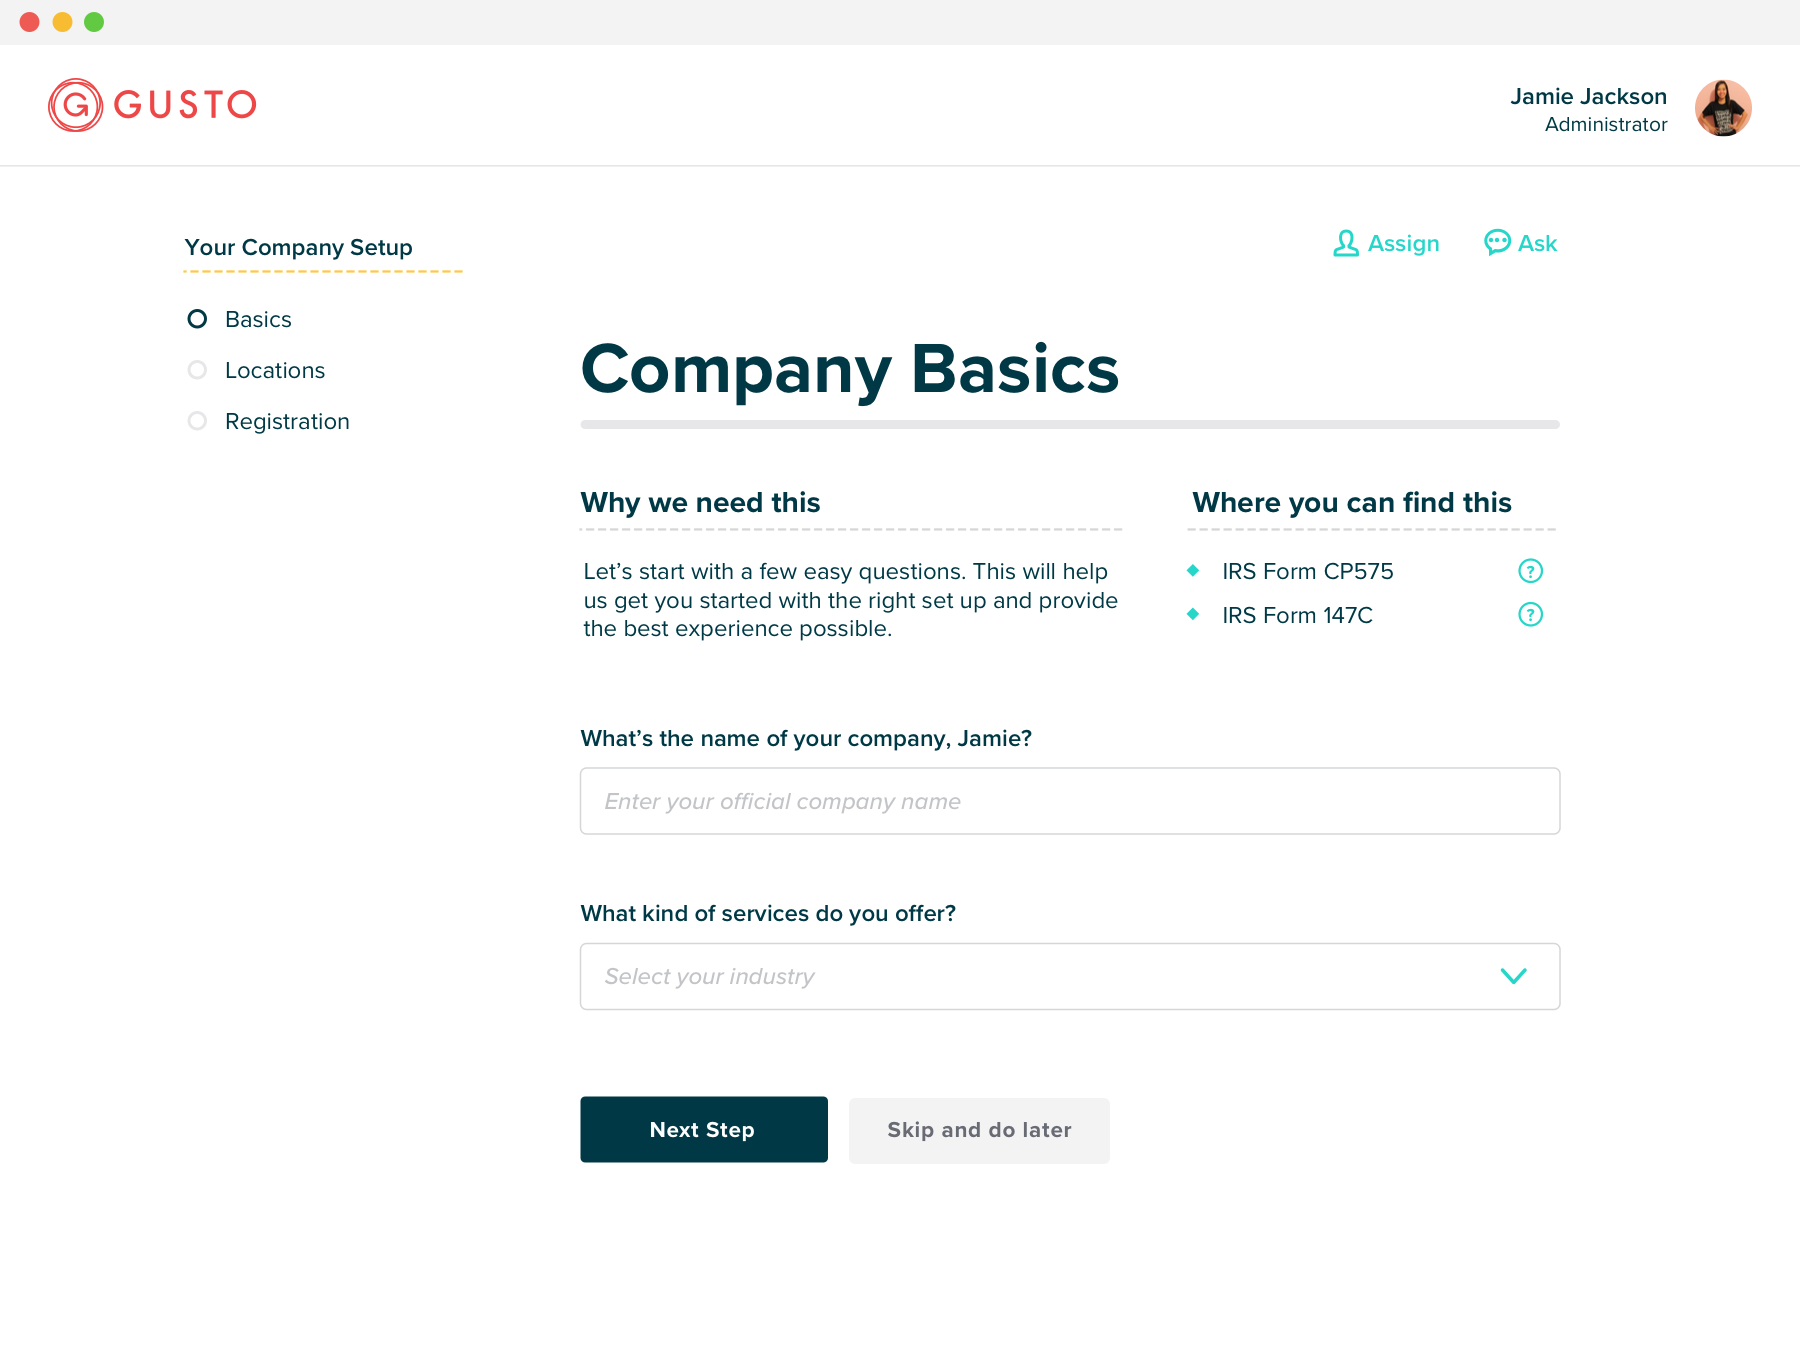 GUSTO
Jamie Jackson
Administrator
Your Company Setup
Basics
Locations
Registration
Assign
Ask
Company Basics
Why we need this
Let’s start with a few easy questions. This will help
us get you started with the right set up and provide
the best experience possible.
Where you can find this
IRS Form CP575
?
IRS Form 147C
?
What’s the name of your company, Jamie?
Enter your official company name
What kind of services do you offer?
Select your industry
Next Step
Skip and do later